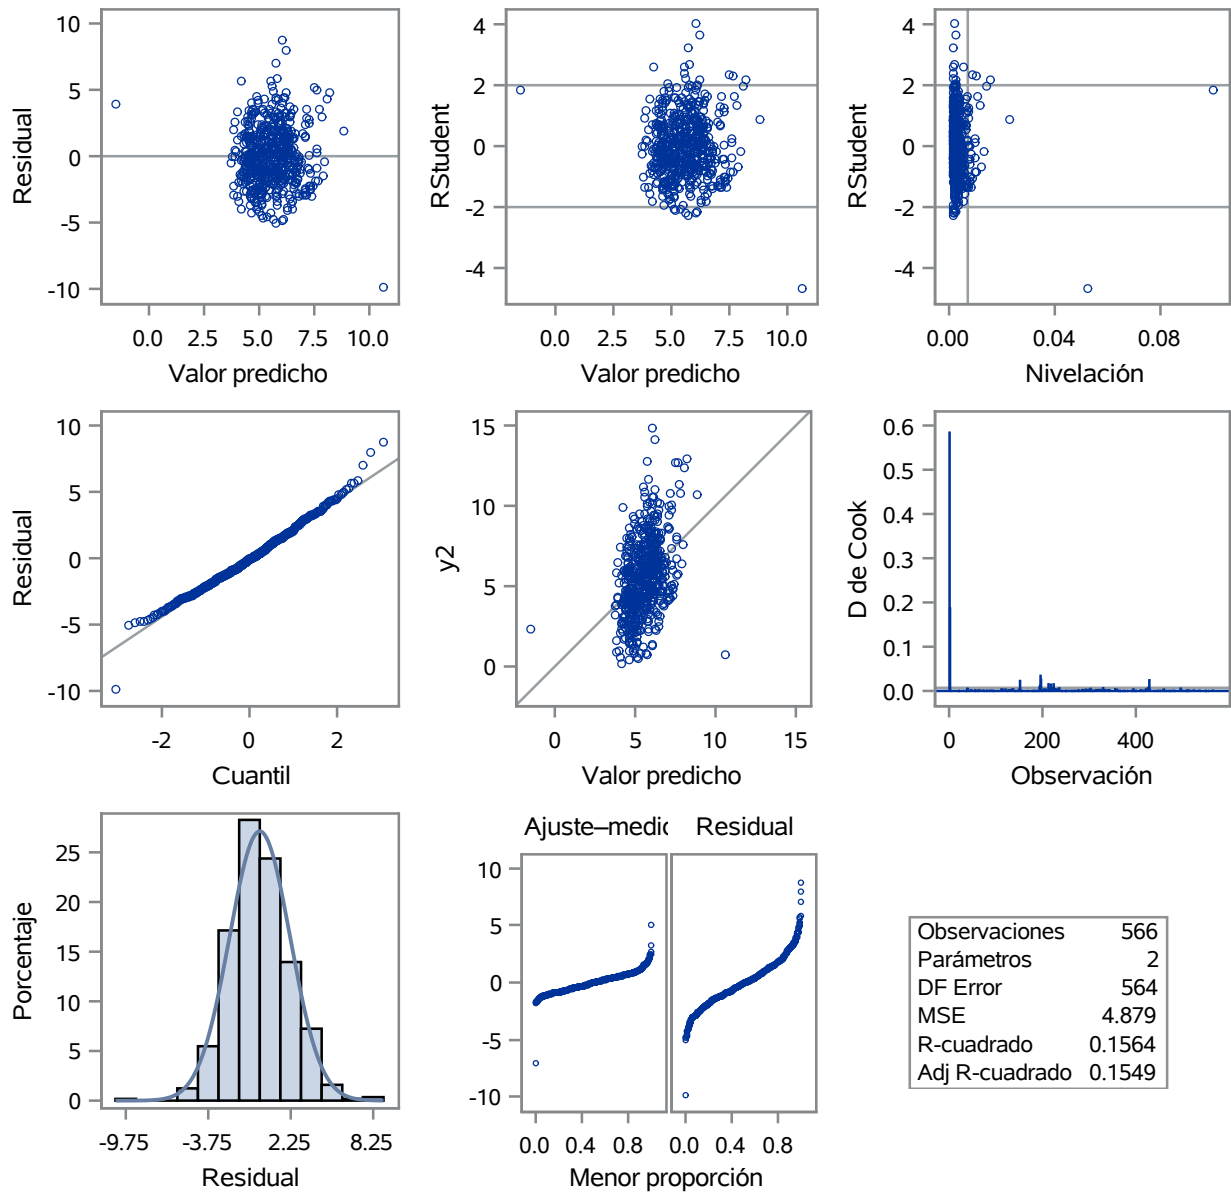 10
5
0
-5
-10
Residual
0.0 2.5 5.0 7.5 10.0
Valor predicho
4
2
0
-2
-4
RStudent
0.0 2.5 5.0 7.5 10.0
Valor predicho
4
2
0
-2
-4
RStudent
0.00 0.04 0.08
Nivelación
10
5
0
-5
-10
Residual
-2 0 2
Cuantil
15
10
5
0
y2
0 5 10 15
Valor predicho
0.6
0.5
0.4
0.3
0.2
0.1
0.0
D de Cook
0 200 400
Observación
25
20
15
10
5
0
Porcentaje
-9.75 -3.75 2.25 8.25
Residual
Ajuste–medic Residual
10
5
0
-5
-10
0.0 0.4 0.8 0.0 0.4 0.8
Menor proporción
Observaciones 566
Parámetros 2
DF Error 564
MSE 4.879
R-cuadrado 0.1564
Adj R-cuadrado 0.1549